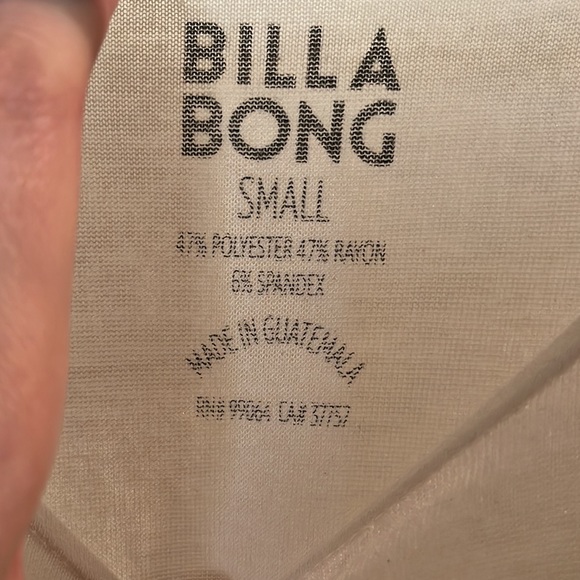 BILLA
BONG
SMALL
47% POLYESTER 47% RAYON
6% SPANDEX
MADE IN GUATEMALA
RN# 99064 CA# 37757